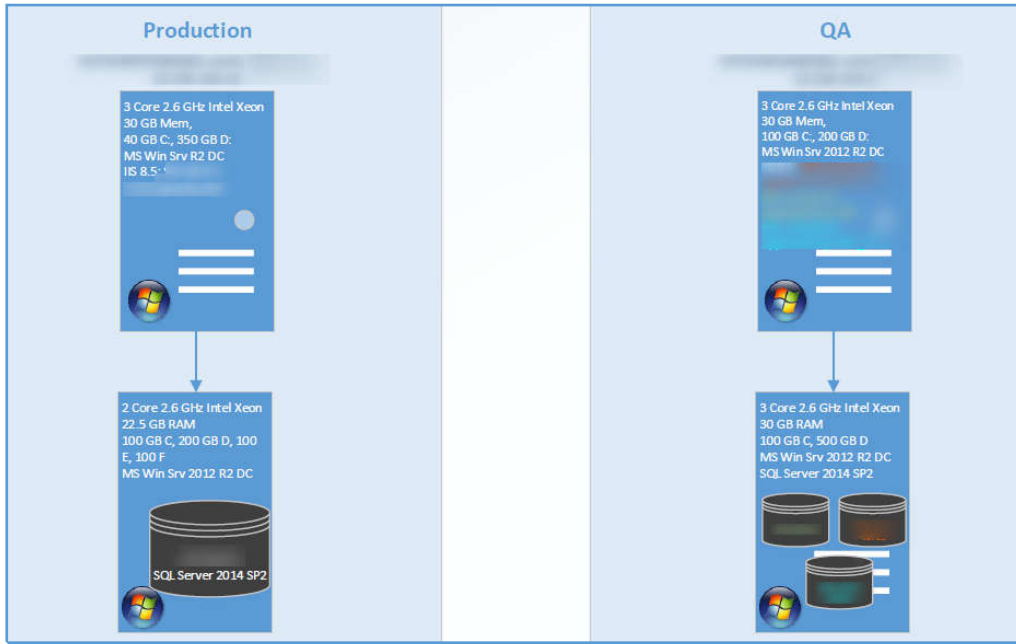 Production
3 Core 2.6 GHz Intel Xeon
30 GB Mem,
40 GB C:, 350 GB D:
MS Win Srv R2 DC
IIS 8.5:
2 Core 2.6 GHz Intel Xeon
22.5 GB RAM
100 GB C, 200 GB D, 100
E, 100 F
MS Win Srv 2012 R2 DC
SQL Server 2014 SP2
QA
3 Core 2.6 GHz Intel Xeon
30 GB Mem,
100 GB C:, 200 GB D:
MS Win Srv 2012 R2 DC
3 Core 2.6 GHz Intel Xeon
30 GB RAM
100 GB C, 500 GB D
MS Win Srv 2012 R2 DC
SQL Server 2014 SP2